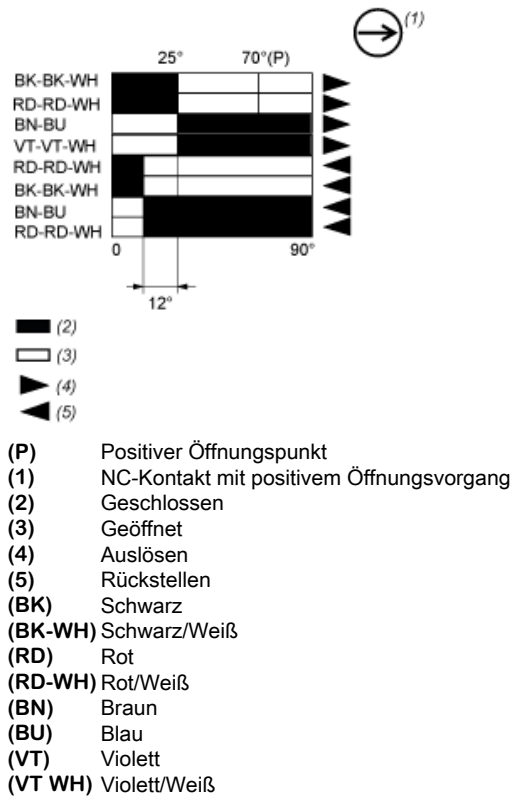 (1)
25° 70°(P)
BK-BK-WH
RD-RD-WH
BN-BU
VT-VT-WH
RD-RD-WH
BK-BK-WH
BN-BU
RD-RD-WH
0 90°
12°
(2)
(3)
(4)
(5)
(P) Positiver Öffnungspunkt
(1) NC-Kontakt mit positivem Öffnungsvorgang
(2) Geschlossen
(3) Geöffnet
(4) Auslösen
(5) Rückstellen
(BK) Schwarz
(BK-WH) Schwarz/Weiß
(RD) Rot
(RD-WH) Rot/Weiß
(BN) Braun
(BU) Blau
(VT) Violett
(VT WH) Violett/Weiß